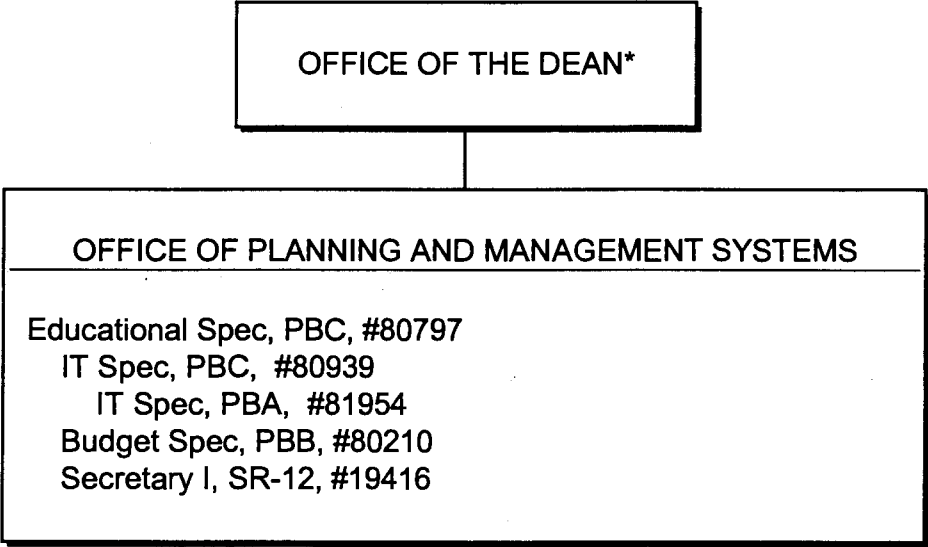 OFFICE OF THE DEAN*
OFFICE OF PLANNING AND MANAGEMENT SYSTEMS
Educational Spec, PBC, #80797
IT Spec, PBC, #80939
IT Spec, PBA, #81954
Budget Spec, PBB, #80210
Secretary I, SR-12, #19416